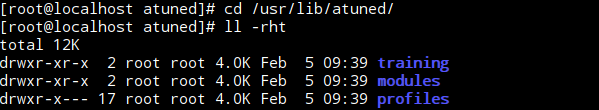 [root@localhost atuned]# cd /usr/lib/atuned/
[root@localhost atuned]# ll -rht
total 12K
drwxr-xr-x  2 root root 4.0K Feb  5 09:39 training
drwxr-xr-x  2 root root 4.0K Feb  5 09:39 modules
drwxr-x--- 17 root root 4.0K Feb  5 09:39 profiles